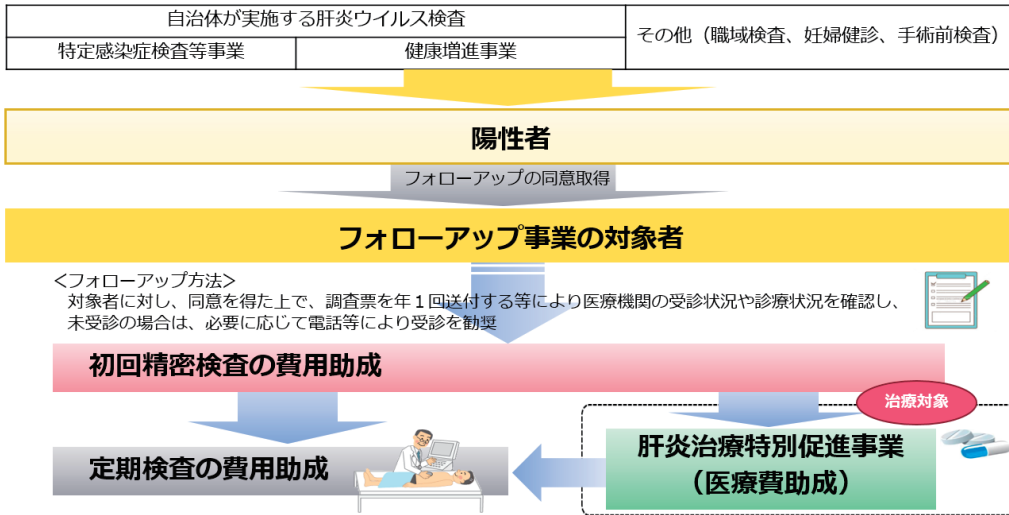 自治体が実施する肝炎ウイルス検査
特定感染症検査等事業
健康増進事業
その他（職域検査、妊婦健診、手術前検査）
陽性者
フォローアップの同意取得
フォローアップ事業の対象者
＜フォローアップ方法＞
対象者に対し、同意を得た上で、調査票を年１回送付する等により医療機関の受診状況や診療状況を確認し、
未受診の場合は、必要に応じて電話等により受診を勧奨
初回精密検査の費用助成
治療対象
定期検査の費用助成
肝炎治療特別促進事業
（医療費助成）